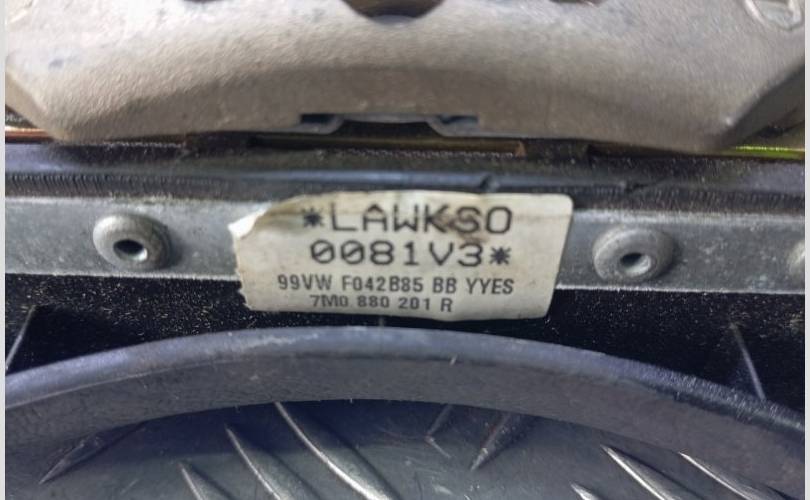 *LAWKSO
0081V3*
99VW F042B85 BB YYES
7M0 880 201 R